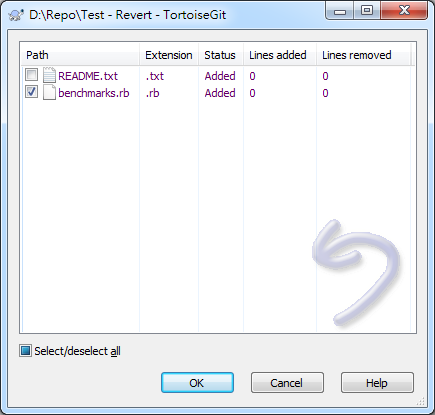 D:\Repo\Test - Revert - TortoiseGit
Path Extension Status Lines added Lines removed
README.txt .txt Added 0 0
benchmarks.rb .rb Added 0 0
Select/deselect all
OK Cancel Help